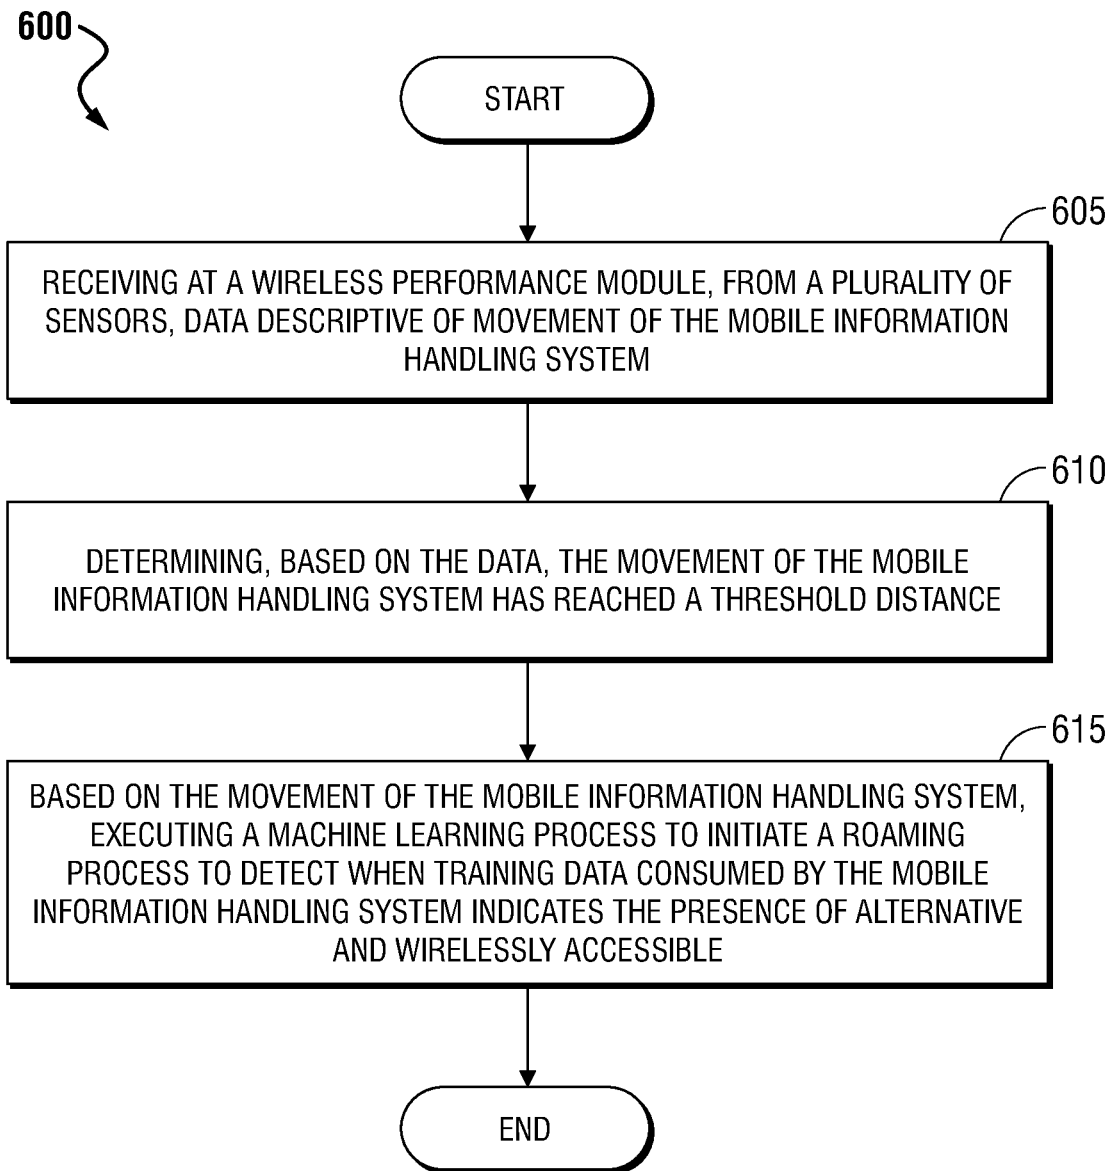 600
START
605
RECEIVING AT A WIRELESS PERFORMANCE MODULE, FROM A PLURALITY OF
SENSORS, DATA DESCRIPTIVE OF MOVEMENT OF THE MOBILE INFORMATION
HANDLING SYSTEM
610
DETERMINING, BASED ON THE DATA, THE MOVEMENT OF THE MOBILE
INFORMATION HANDLING SYSTEM HAS REACHED A THRESHOLD DISTANCE
615
BASED ON THE MOVEMENT OF THE MOBILE INFORMATION HANDLING SYSTEM,
EXECUTING A MACHINE LEARNING PROCESS TO INITIATE A ROAMING
PROCESS TO DETECT WHEN TRAINING DATA CONSUMED BY THE MOBILE
INFORMATION HANDLING SYSTEM INDICATES THE PRESENCE OF ALTERNATIVE
AND WIRELESSLY ACCESSIBLE
END